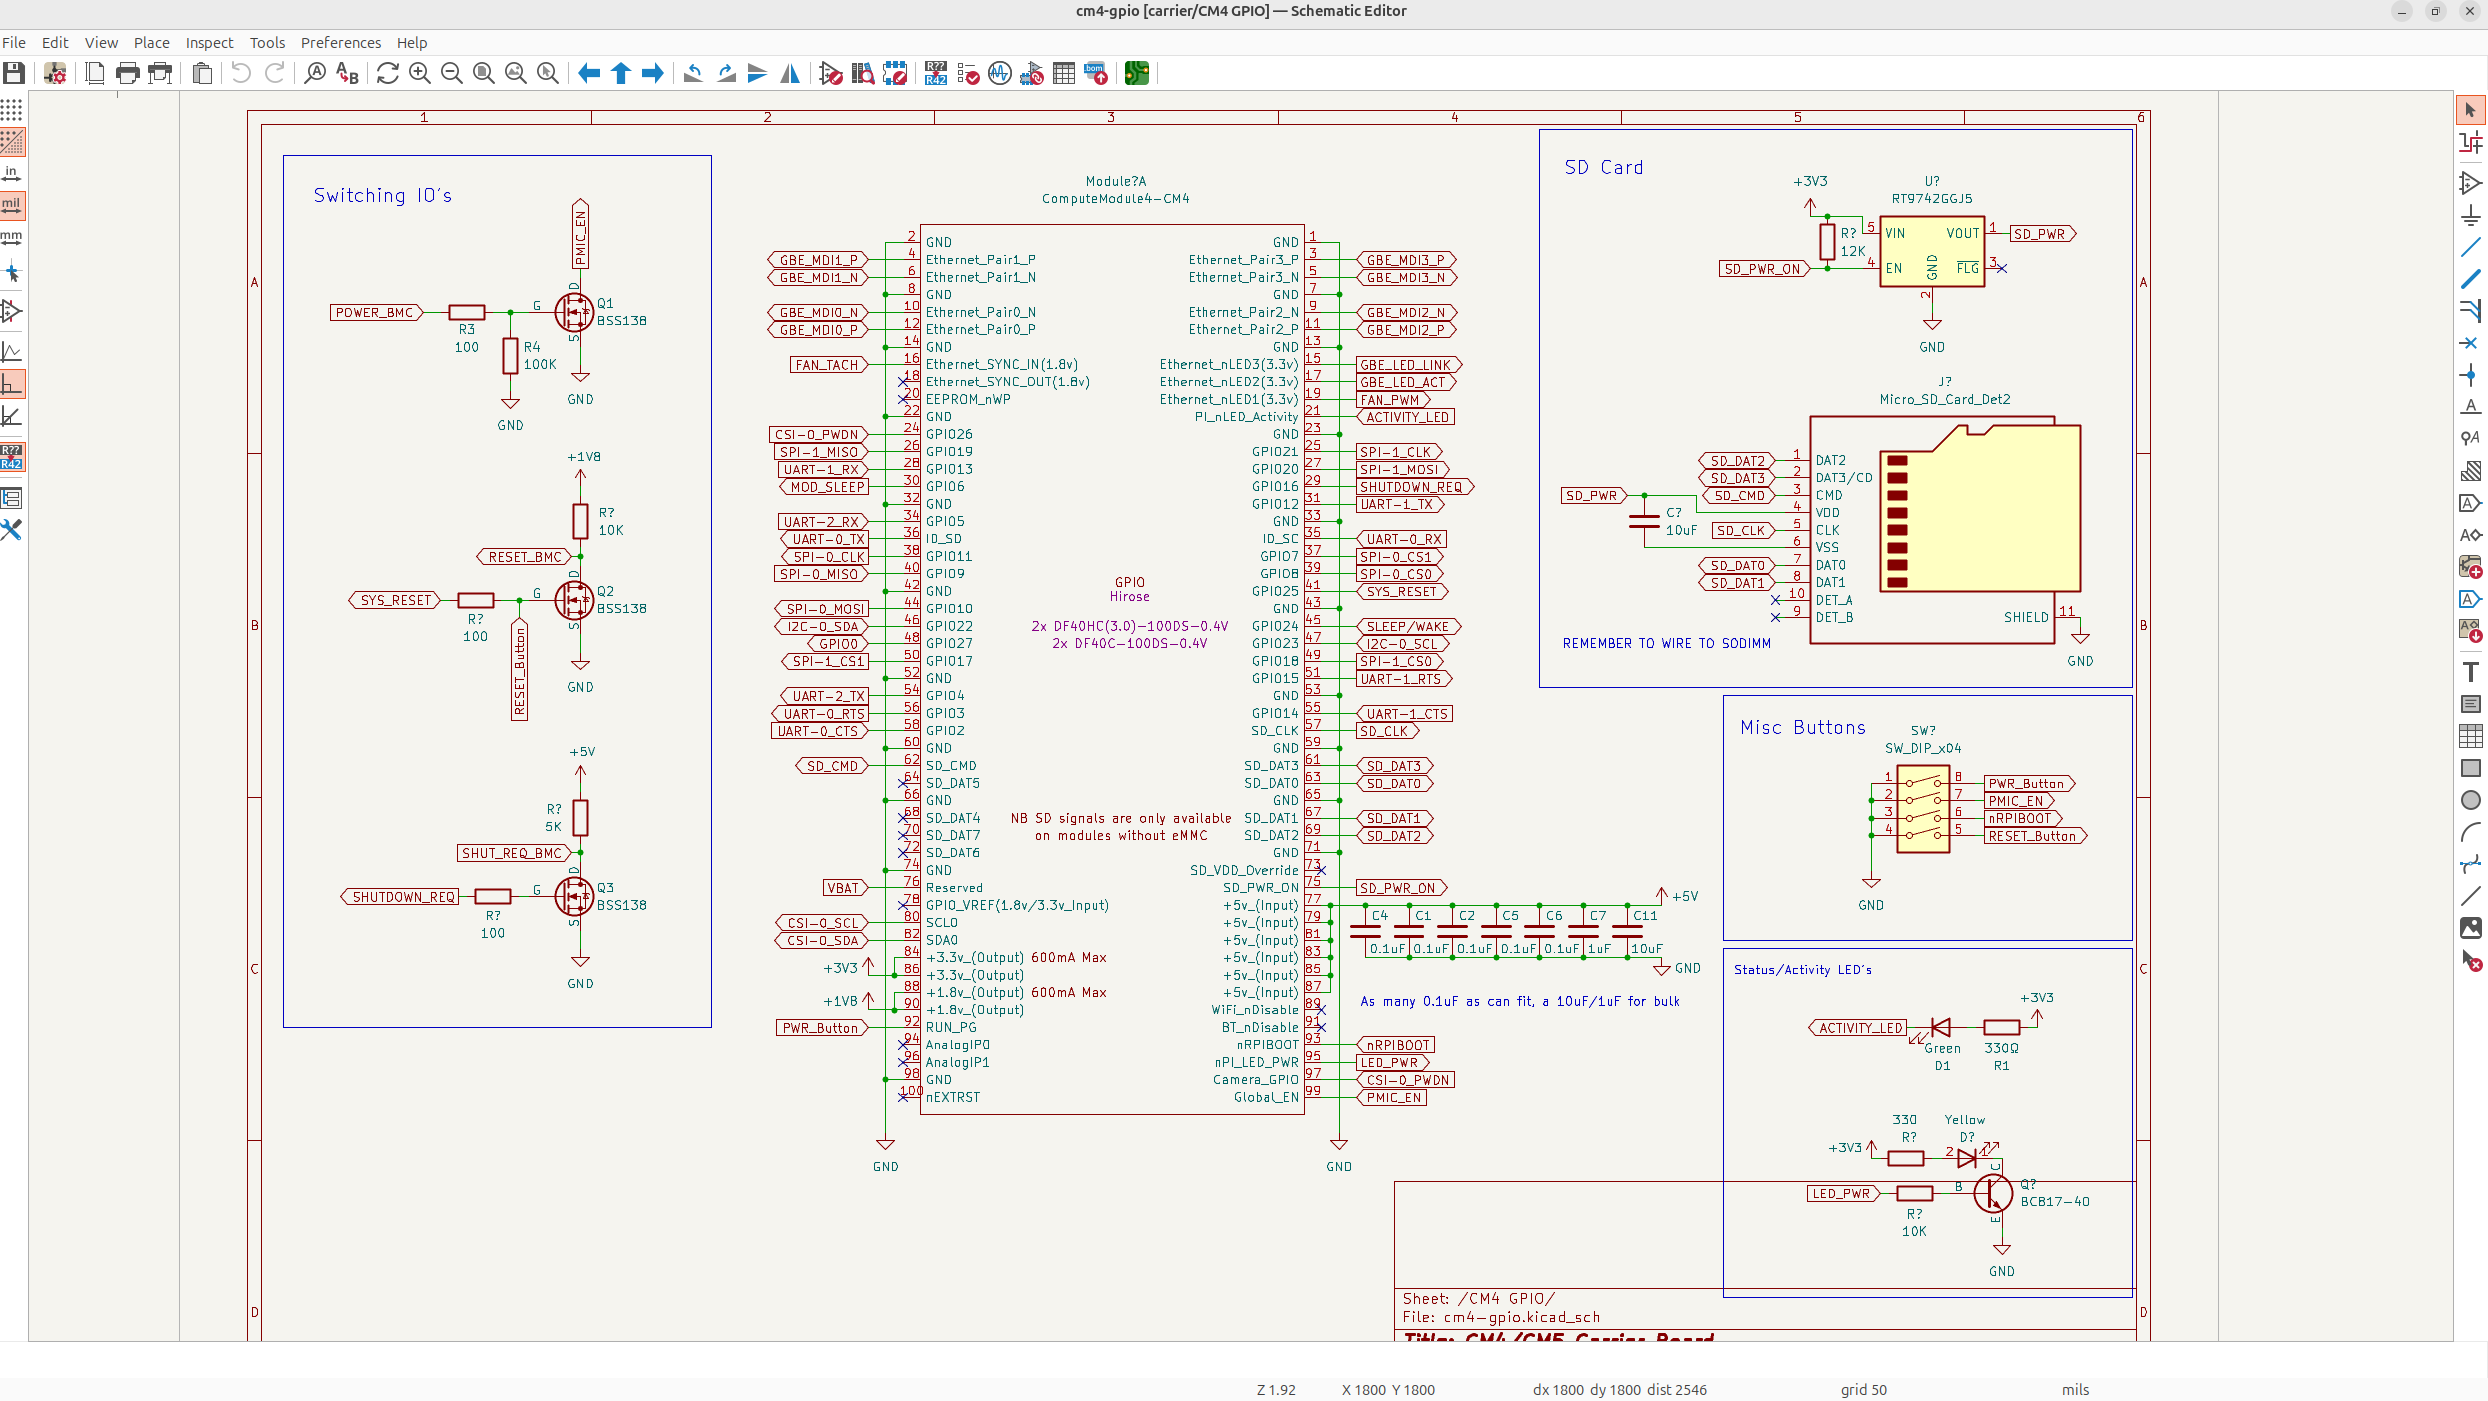 cm4-gpio [carrier/CM4 GPIO] — Schematic Editor
File Edit View Place Inspect Tools Preferences Help
1 2 3 4 5 6
A
B
C
D
A
B
C
D
in
mil
mm
R??
R42
Switching IO's
PMIC_EN
POWER_BMC
R3
100
R4
100K
G
D
S
Q1
BSS138
GND
GND
+1V8
R?
10K
RESET_BMC
SYS_RESET
R?
100
RESET_Button
G
D
S
Q2
BSS138
GND
+5V
R?
5K
SHUT_REQ_BMC
SHUTDOWN_REQ
R?
100
G
D
S
Q3
BSS138
GND
Module?A
ComputeModule4-CM4
2 GND GND 1
GBE_MDI1_P 4 Ethernet_Pair1_P Ethernet_Pair3_P 3 GBE_MDI3_P
GBE_MDI1_N 6 Ethernet_Pair1_N Ethernet_Pair3_N 5 GBE_MDI3_N
8 GND GND 7
GBE_MDI0_N 10 Ethernet_Pair0_N Ethernet_Pair2_N 9 GBE_MDI2_N
GBE_MDI0_P 12 Ethernet_Pair0_P Ethernet_Pair2_P 11 GBE_MDI2_P
14 GND GND 13
FAN_TACH 16 Ethernet_SYNC_IN(1.8v) Ethernet_nLED3(3.3v) 15 GBE_LED_LINK
18 Ethernet_SYNC_OUT(1.8v) Ethernet_nLED2(3.3v) 17 GBE_LED_ACT
20 EEPROM_nWP Ethernet_nLED1(3.3v) 19 FAN_PWM
22 GND PI_nLED_Activity 21 ACTIVITY_LED
CSI-0_PWDN 24 GPIO26 GND 23
SPI-1_MISO 26 GPIO19 GPIO21 25 SPI-1_CLK
UART-1_RX 28 GPIO13 GPIO20 27 SPI-1_MOSI
MOD_SLEEP 30 GPIO6 GPIO16 29 SHUTDOWN_REQ
32 GND GPIO12 31 UART-1_TX
UART-2_RX 34 GPIO5 GND 33
UART-0_TX 36 ID_SD ID_SC 35 UART-0_RX
SPI-0_CLK 38 GPIO11 GPIO7 37 SPI-0_CS1
SPI-0_MISO 40 GPIO9 GPIO8 39 SPI-0_CS0
42 GND GPIO25 41 SYS_RESET
SPI-0_MOSI 44 GPIO10 GND 43
I2C-0_SDA 46 GPIO22 GPIO24 45 SLEEP/WAKE
GPIO0 48 GPIO27 GPIO23 47 I2C-0_SCL
SPI-1_CS1 50 GPIO17 GPIO18 49 SPI-1_CS0
52 GND GPIO15 51 UART-1_RTS
UART-2_TX 54 GPIO4 GND 53
UART-0_RTS 56 GPIO3 GPIO14 55 UART-1_CTS
UART-0_CTS 58 GPIO2 SD_CLK 57 SD_CLK
60 GND GND 59
SD_CMD 62 SD_CMD SD_DAT3 61 SD_DAT3
64 SD_DAT5 SD_DAT0 63 SD_DAT0
66 GND GND 65
68 SD_DAT4 SD_DAT1 67 SD_DAT1
70 SD_DAT7 SD_DAT2 69 SD_DAT2
72 SD_DAT6 GND 71
74 GND SD_VDD_Override 73
VBAT 76 Reserved SD_PWR_ON 75 SD_PWR_ON
78 GPIO_VREF(1.8v/3.3v_Input) +5v_(Input) 77
CSI-0_SCL 80 SCL0 +5v_(Input) 79
CSI-0_SDA 82 SDA0 +5v_(Input) 81
84 +3.3v_(Output) 600mA Max +5v_(Input) 83
+3V3 86 +3.3v_(Output) +5v_(Input) 85
88 +1.8v_(Output) 600mA Max +5v_(Input) 87
+1V8 90 +1.8v_(Output) WiFi_nDisable 89
PWR_Button 92 RUN_PG BT_nDisable 91
94 AnalogIP0 nRPIBOOT 93 nRPIBOOT
96 AnalogIP1 nPI_LED_PWR 95 LED_PWR
98 GND Camera_GPIO 97 CSI-0_PWDN
100 nEXTRST Global_EN 99 PMIC_EN
GND GND
GPIO
Hirose
2x DF40HC(3.0)-100DS-0.4V
2x DF40C-100DS-0.4V
NB SD signals are only available
on modules without eMMC
+5V
C4 C1 C2 C5 C6 C7 C11
0.1uF 0.1uF 0.1uF 0.1uF 0.1uF 1uF 10uF
GND
As many 0.1uF as can fit, a 10uF/1uF for bulk
SD Card
+3V3
R?
12K
SD_PWR_ON
U?
RT9742GGJ5
5 VIN VOUT 1 SD_PWR
4 EN GND FLG 3
2
GND
J?
Micro_SD_Card_Det2
SD_DAT2 1 DAT2
SD_DAT3 2 DAT3/CD
SD_PWR SD_CMD 3 CMD
4 VDD
C?
10uF
SD_CLK 5 CLK
6 VSS
SD_DAT0 7 DAT0
SD_DAT1 8 DAT1
10 DET_A
9 DET_B
SHIELD 11
GND
REMEMBER TO WIRE TO SODIMM
Misc Buttons
SW?
SW_DIP_x04
1 8 PWR_Button
2 7 PMIC_EN
3 6 nRPIBOOT
4 5 RESET_Button
GND
Status/Activity LED's
+3V3
ACTIVITY_LED
Green
D1
330Ω
R1
330
R?
Yellow
D?
+3V3
2 1
LED_PWR
R?
10K
B
C
E
Q?
BC817-40
GND
Sheet: /CM4 GPIO/
File: cm4-gpio.kicad_sch
Title: CM4/CM5 Carrier Board
Z 1.92 X 1800 Y 1800 dx 1800 dy 1800 dist 2546 grid 50 mils